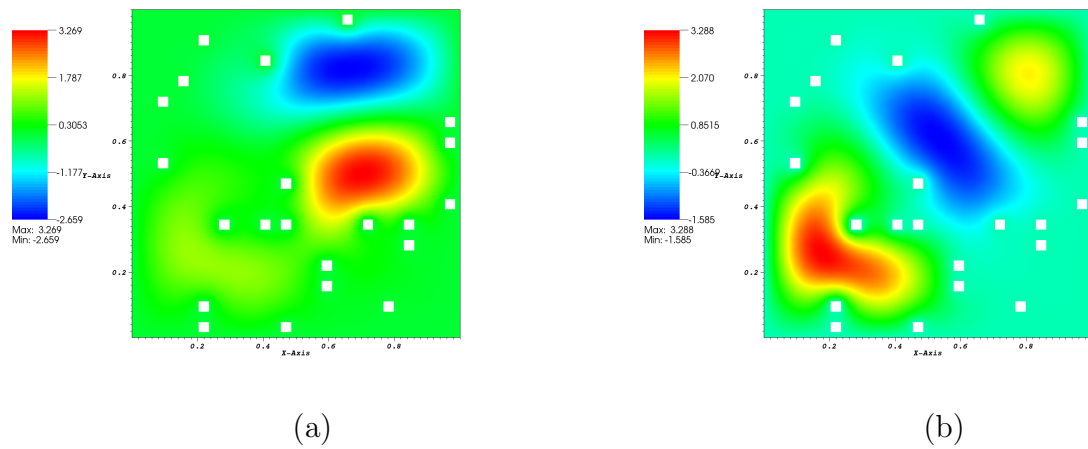 3.269
1.787
0.3053
-1.177
-2.659
Max: 3.269
Min: -2.659
Y-Axis
0.8
0.6
0.4
0.2
0.2
0.4
0.6
0.8
X-Axis
(a)
3.288
2.070
0.8515
-0.3669
-1.585
Max: 3.288
Min: -1.585
Y-Axis
0.8
0.6
0.4
0.2
0.2
0.4
0.6
0.8
X-Axis
(b)